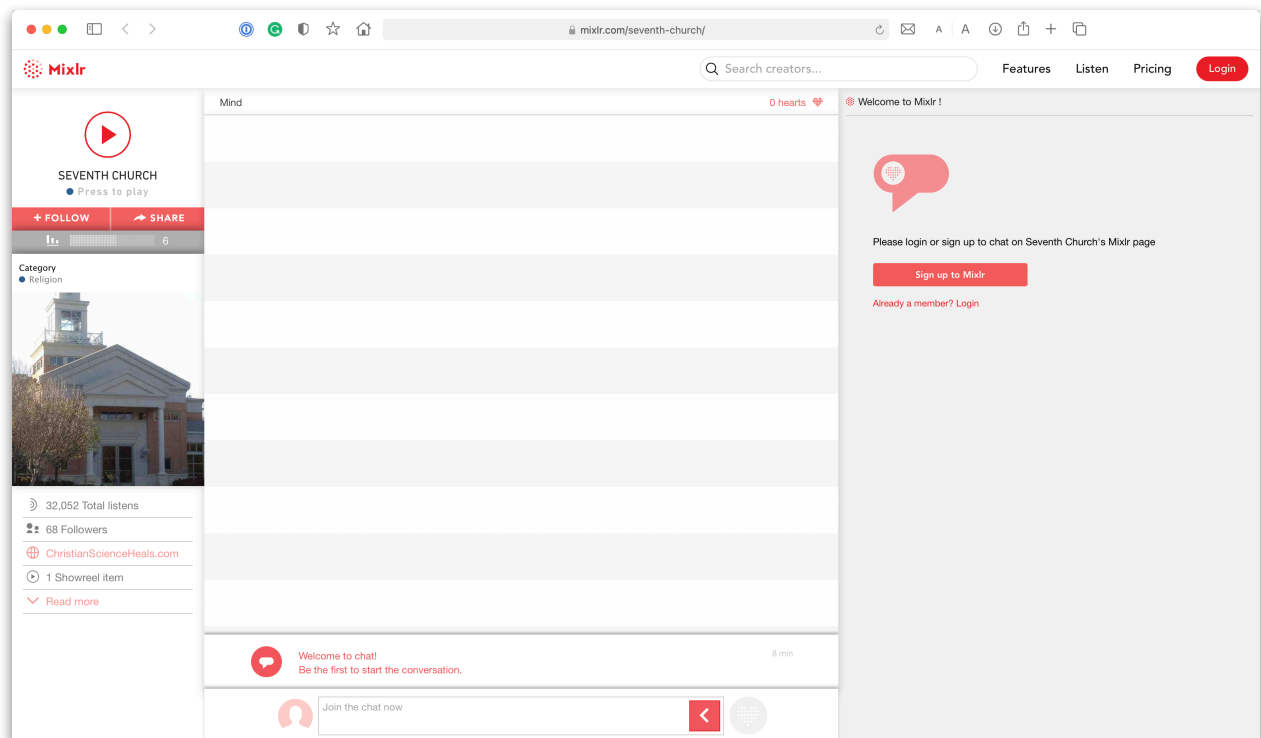 mixlr.com/seventh-church/
A A
Mixlr
Search creators...
Features Listen Pricing Login
SEVENTH CHURCH
Press to play
+ FOLLOW SHARE
6
Category
Religion
32,052 Total listens
68 Followers
ChristianScienceHeals.com
1 Showreel item
Read more
Mind 0 hearts
Welcome to chat! 8 min
Be the first to start the conversation.
Join the chat now
Welcome to Mixlr !
Please login or sign up to chat on Seventh Church's Mixlr page
Sign up to Mixlr
Already a member? Login